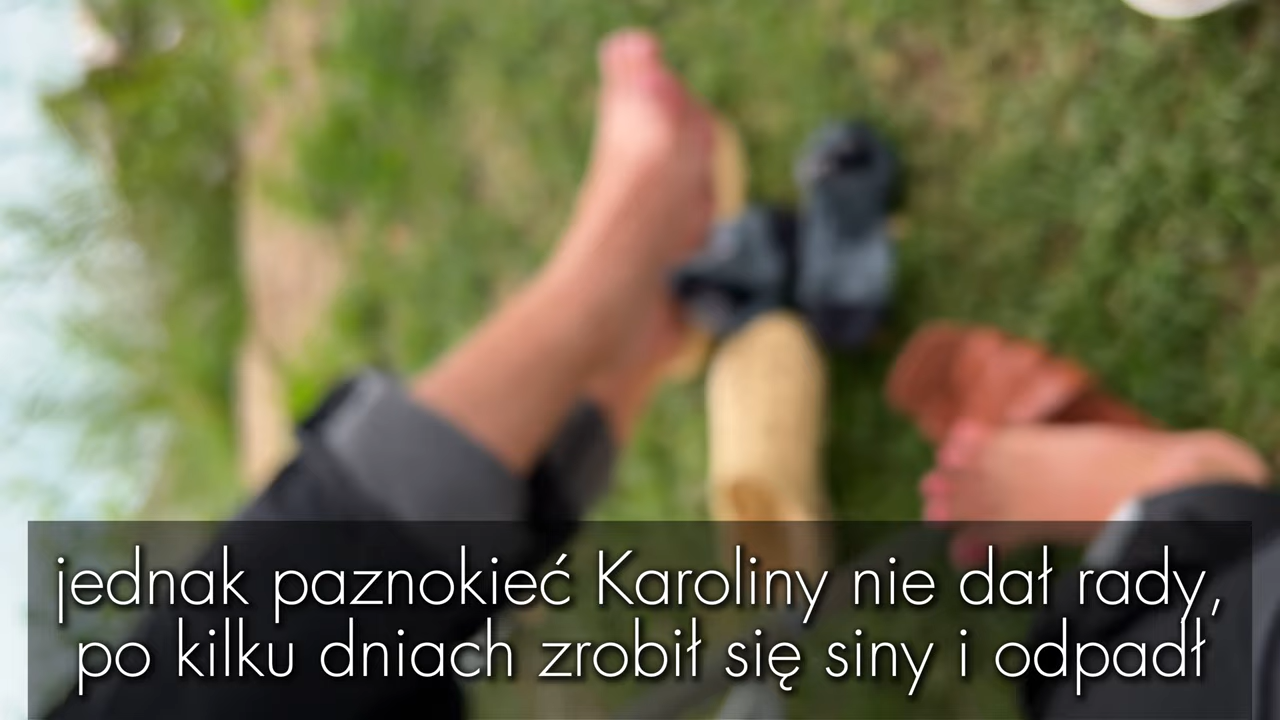 jednak paznokieć Karoliny nie dał rady,
po kilku dniach zrobił się siny i odpadł